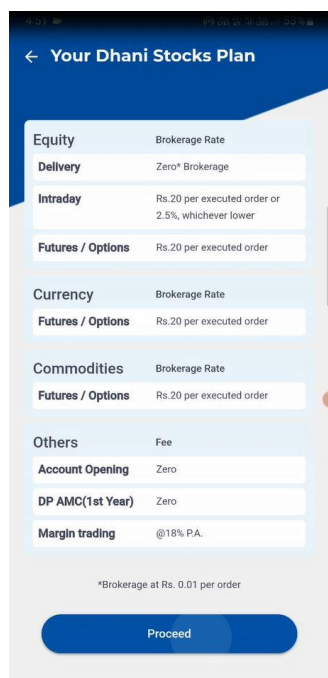 4:51
55%
← Your Dhani Stocks Plan
Equity Brokerage Rate
Delivery Zero* Brokerage
Intraday Rs.20 per executed order or
2.5%, whichever lower
Futures / Options Rs.20 per executed order
Currency Brokerage Rate
Futures / Options Rs.20 per executed order
Commodities Brokerage Rate
Futures / Options Rs.20 per executed order
Others Fee
Account Opening Zero
DP AMC(1st Year) Zero
Margin trading @18% P.A.
*Brokerage at Rs. 0.01 per order
Proceed